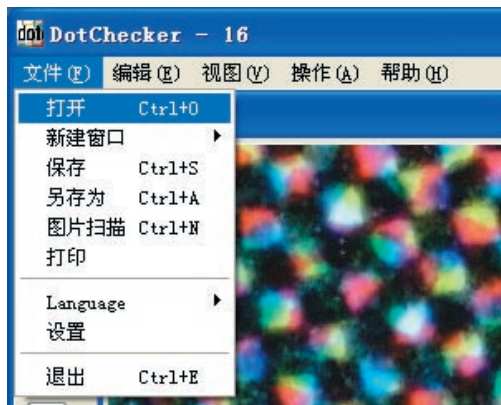 dot DotChecker - 16
文件(F) 编辑(E) 视图(V) 操作(A) 帮助(H)
打开 Ctrl+O
新建窗口
保存 Ctrl+S
另存为 Ctrl+A
图片扫描 Ctrl+N
打印
Language
设置
退出 Ctrl+E